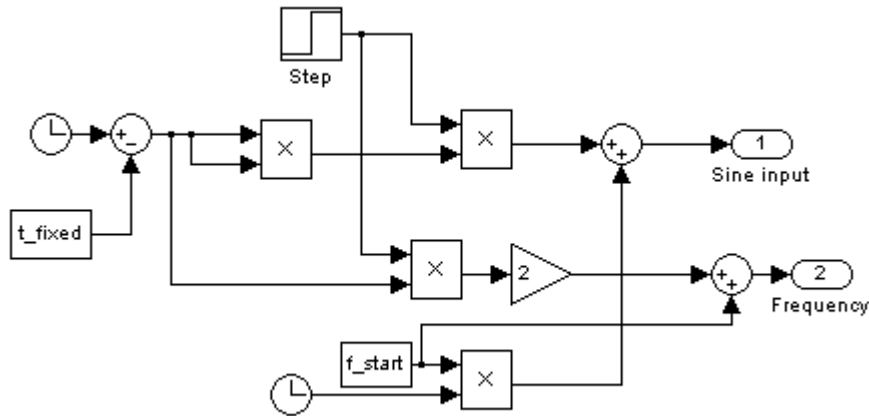 Step
1
Sine input
t_fixed
2
2
Frequency
f_start